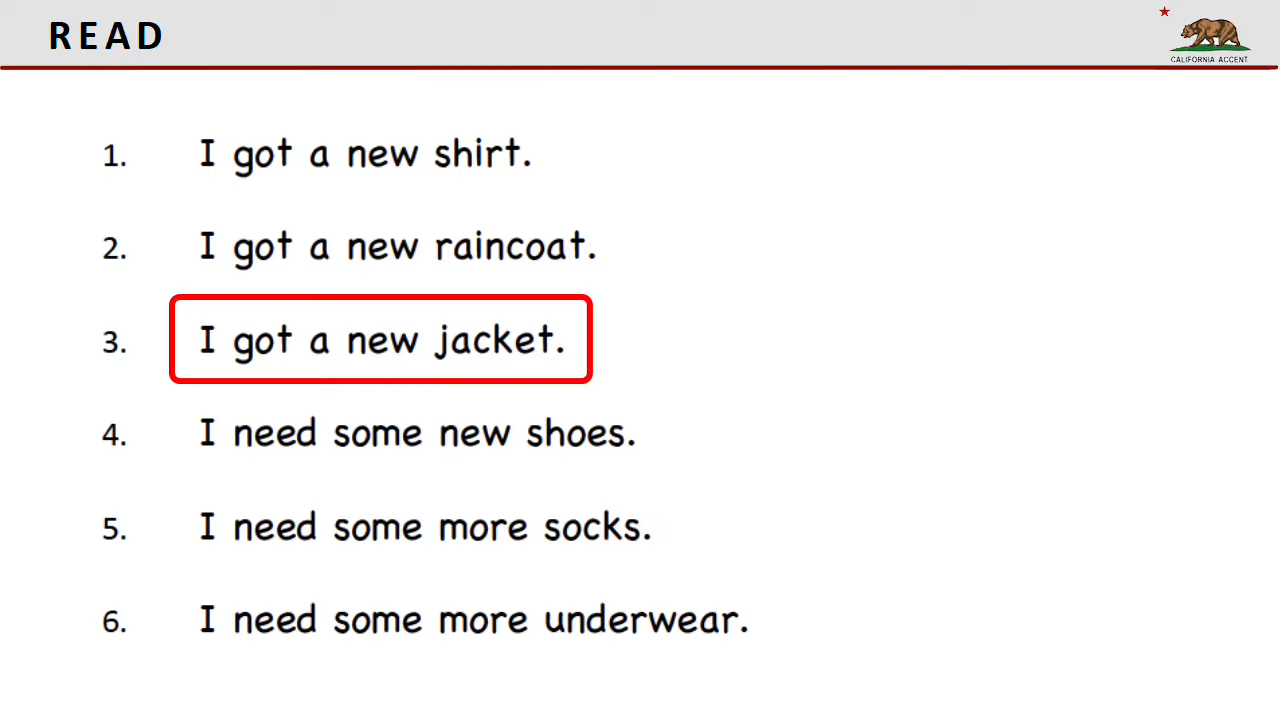 READ
CALIFORNIA ACCENT
1. I got a new shirt.
2. I got a new raincoat.
3. I got a new jacket.
4. I need some new shoes.
5. I need some more socks.
6. I need some more underwear.